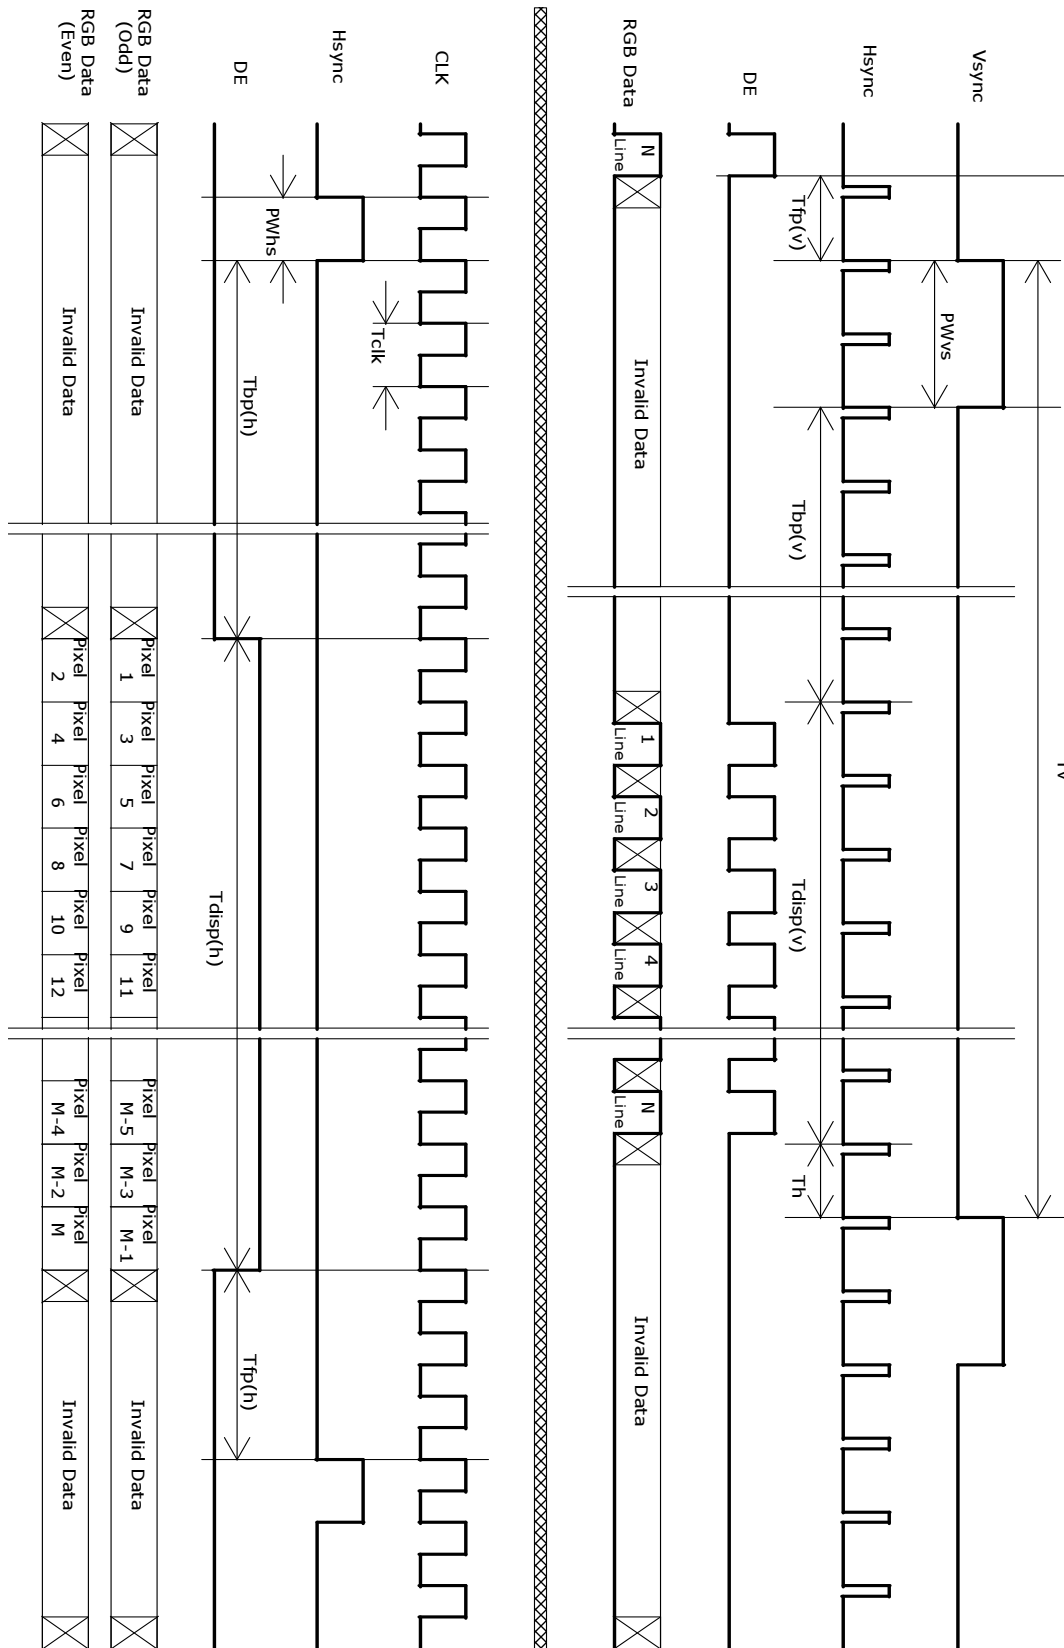 Tv
Vsync
PWvs
Hsync
Tfp(v)
Tbp(v)
Tdisp(v)
Th
DE
RGB Data
N
Line
Invalid Data
1
Line
2
Line
3
Line
4
Line
N
Line
Invalid Data
CLK
Tclk
Hsync
PWhs
DE
Tbp(h)
Tdisp(h)
Tfp(h)
RGB Data
(Odd)
Invalid Data
Pixel
1
Pixel
3
Pixel
5
Pixel
7
Pixel
9
Pixel
11
Pixel
M-5
Pixel
M-3
Pixel
M-1
Invalid Data
RGB Data
(Even)
Invalid Data
Pixel
2
Pixel
4
Pixel
6
Pixel
8
Pixel
10
Pixel
12
Pixel
M-4
Pixel
M-2
Pixel
M
Invalid Data